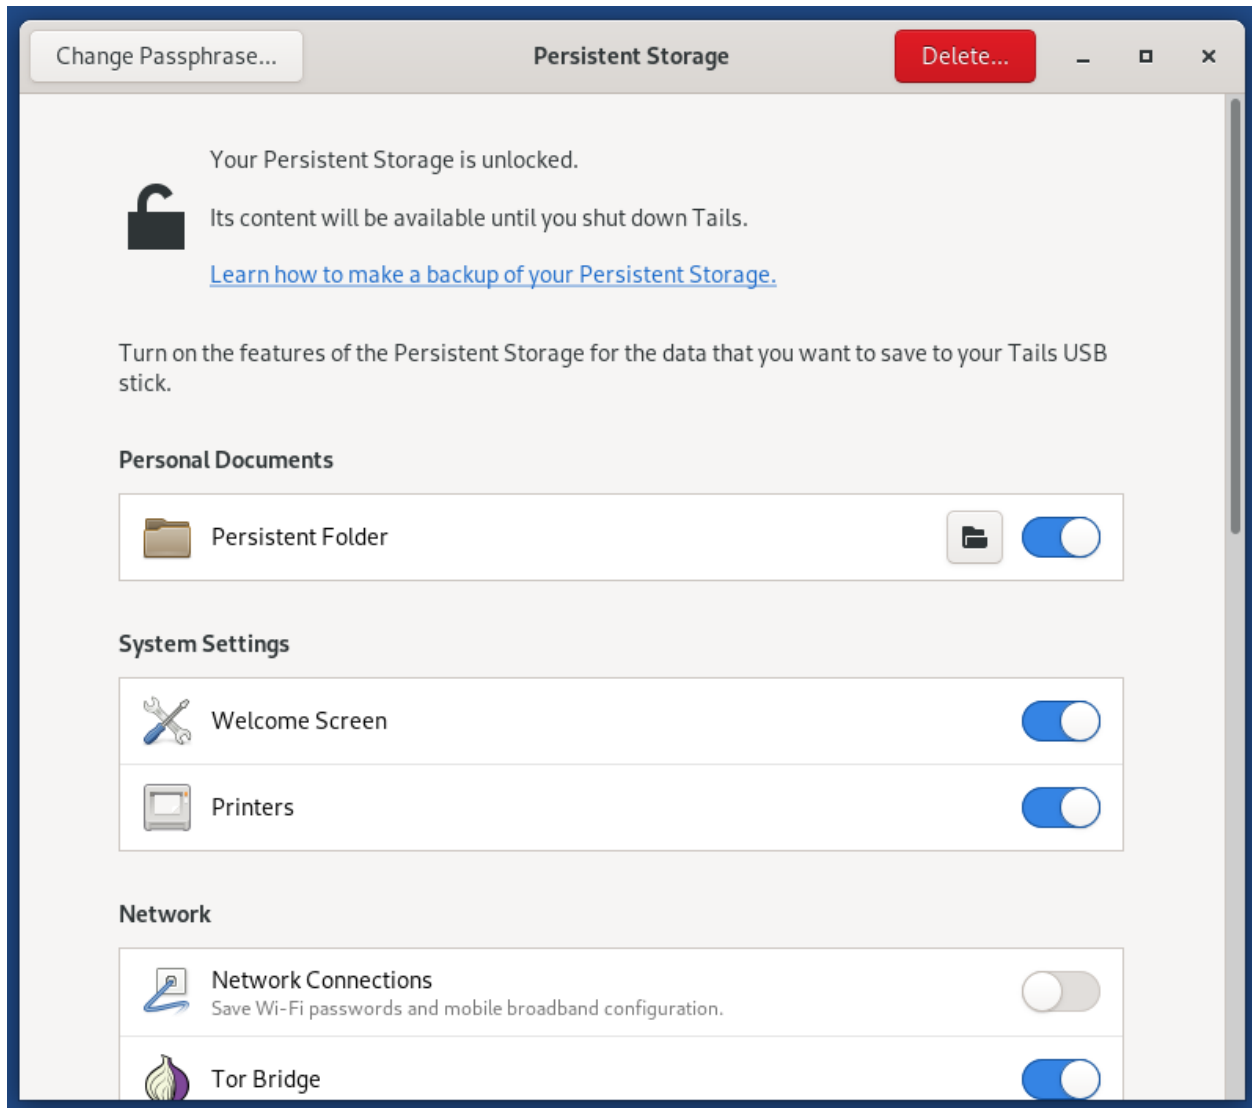 Change Passphrase...
Persistent Storage
Delete...
Your Persistent Storage is unlocked.
Its content will be available until you shut down Tails.
Learn how to make a backup of your Persistent Storage.
Turn on the features of the Persistent Storage for the data that you want to save to your Tails USB
stick.
Personal Documents
Persistent Folder
System Settings
Welcome Screen
Printers
Network
Network Connections
Save Wi-Fi passwords and mobile broadband configuration.
Tor Bridge